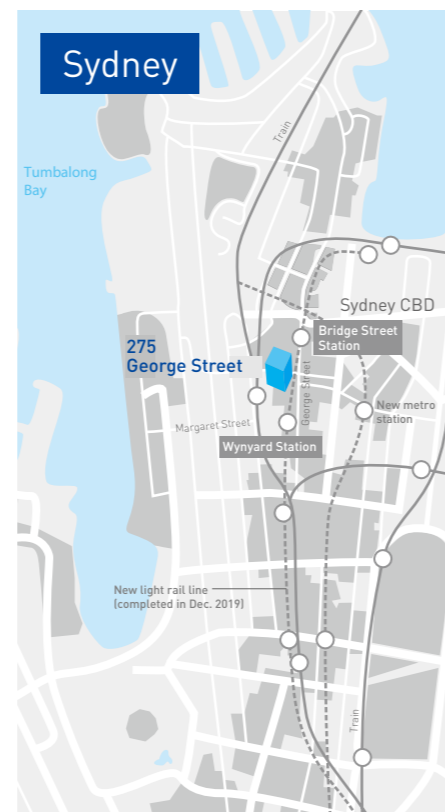 Sydney
Train
Tumbalong
Bay
Sydney CBD
Bridge Street
Station
275
George Street
George Street
New metro
station
Margaret Street
Wynyard Station
New light rail line
(completed in Dec. 2019)
Train